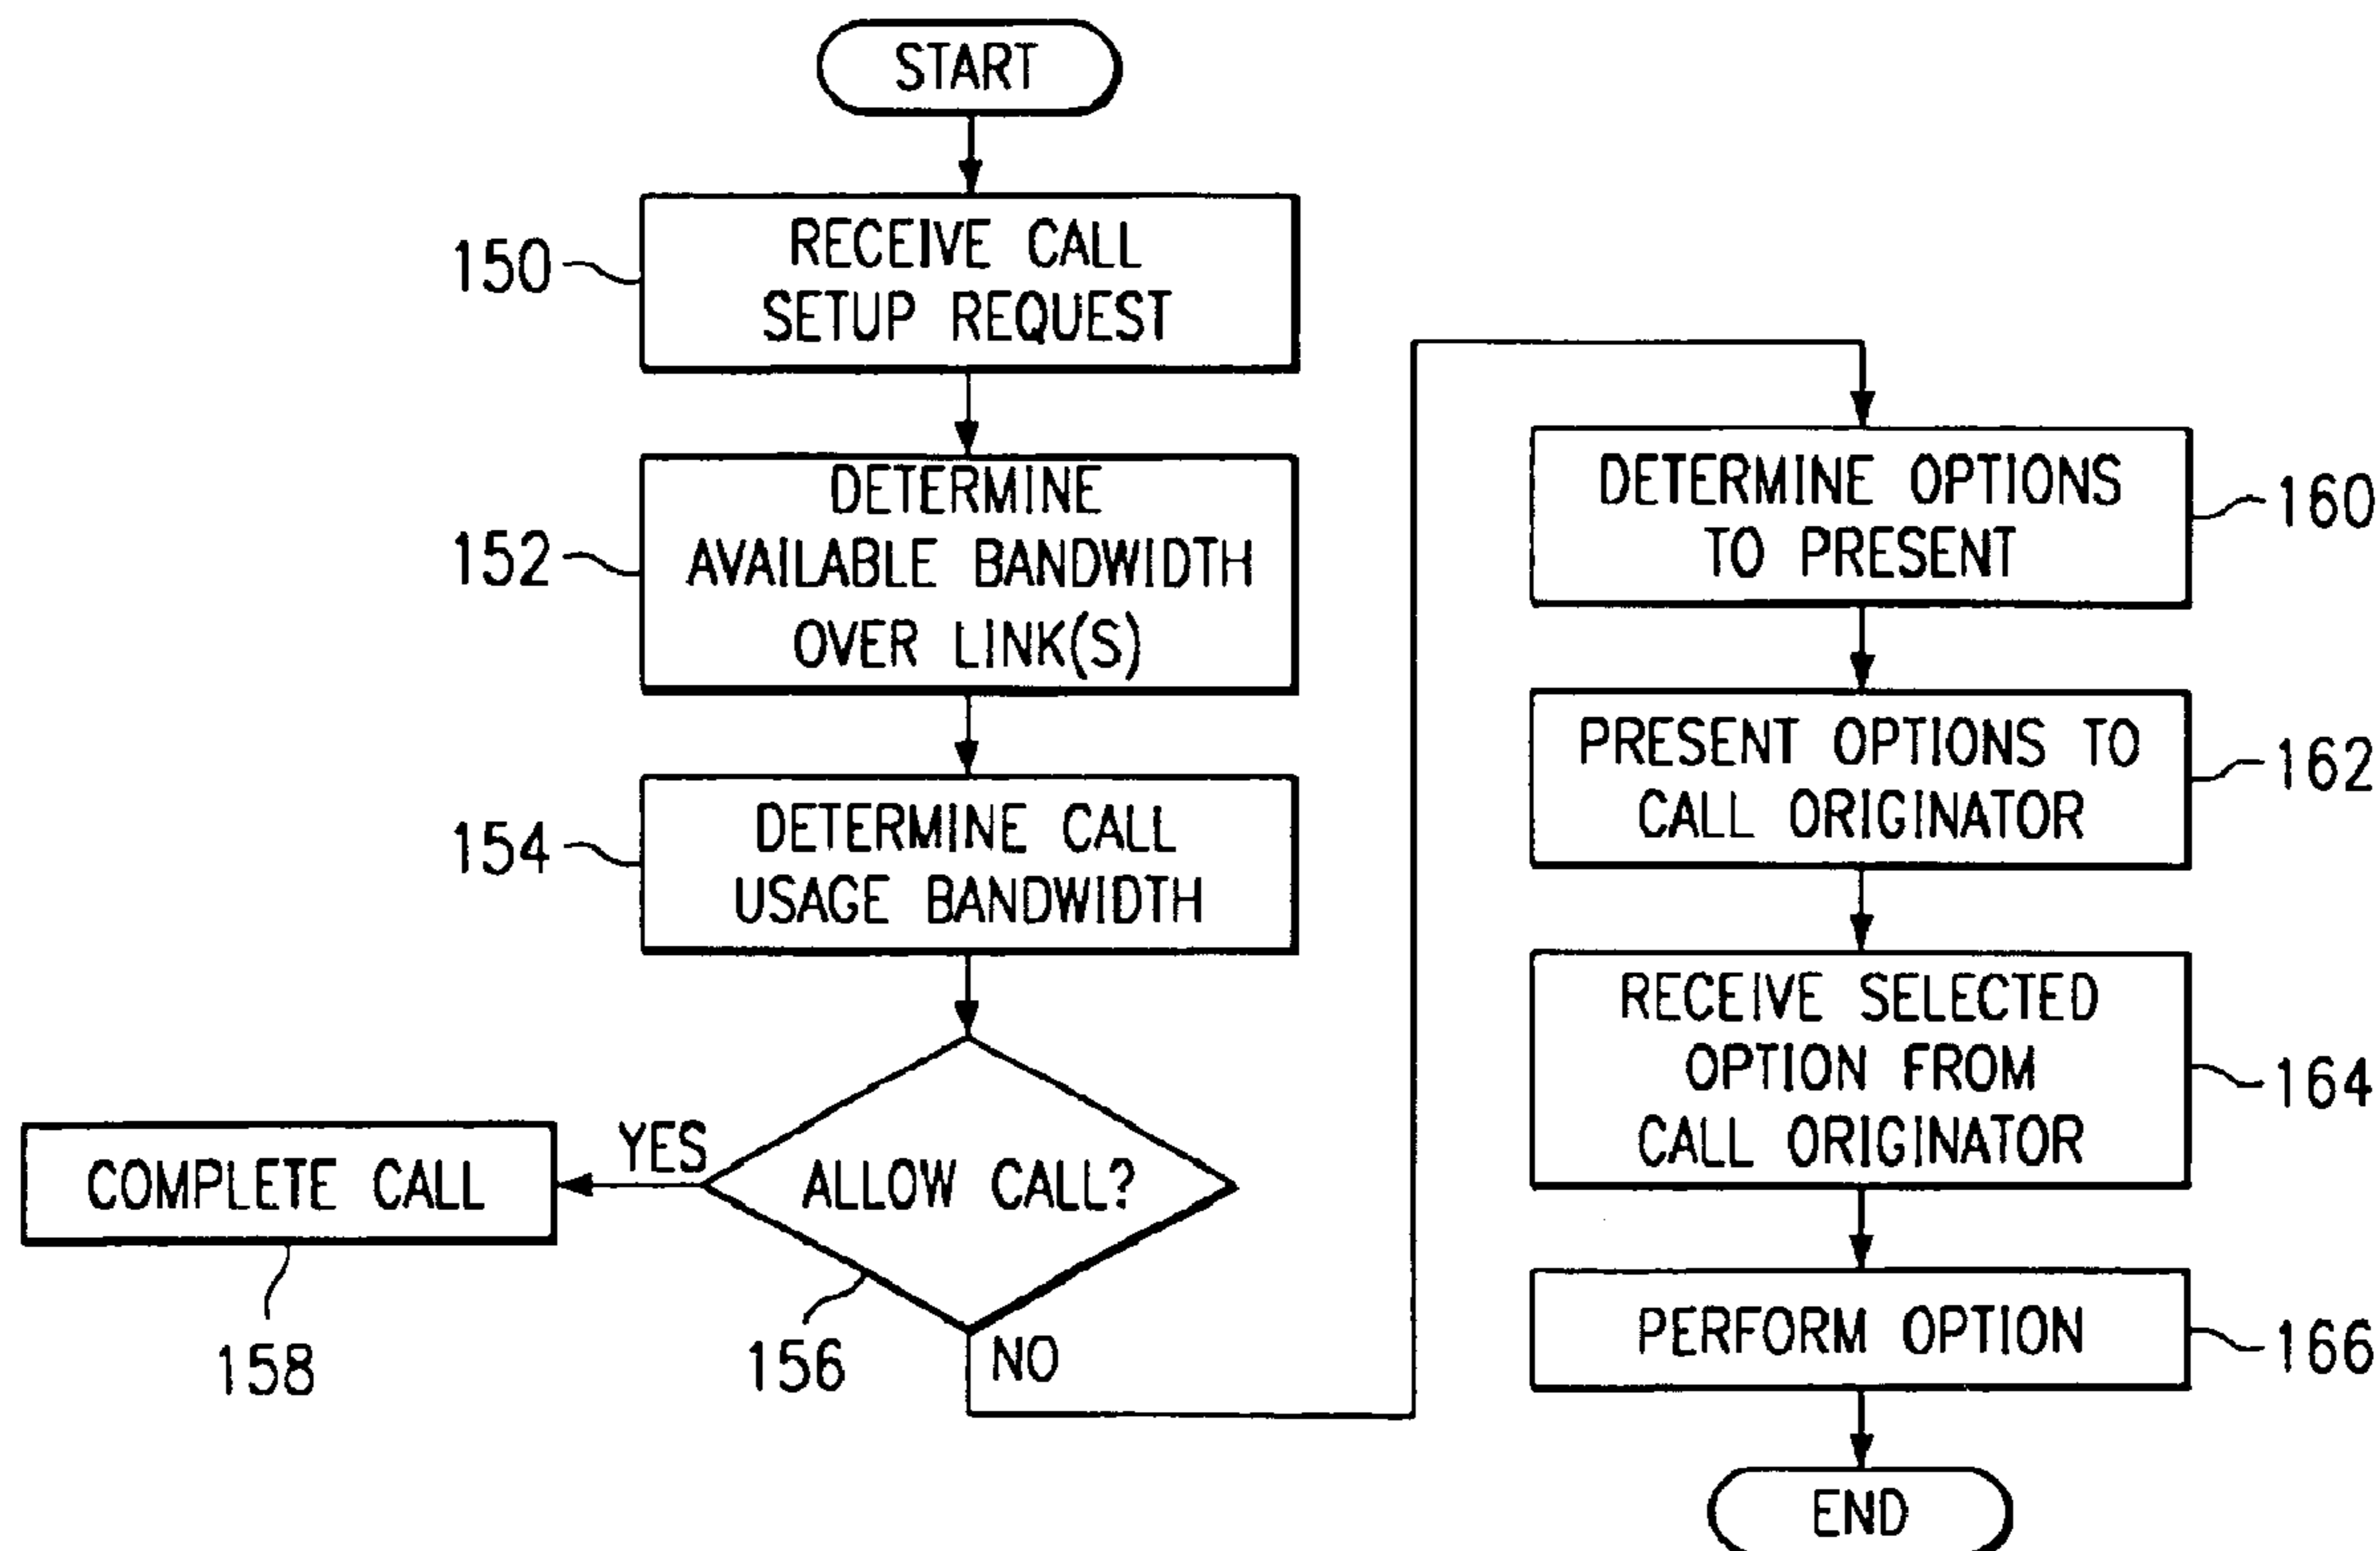 START
150
RECEIVE CALL
SETUP REQUEST
152
DETERMINE
AVAILABLE BANDWIDTH
OVER LINK(S)
154
DETERMINE CALL
USAGE BANDWIDTH
ALLOW CALL?
156
YES
COMPLETE CALL
158
NO
DETERMINE OPTIONS
TO PRESENT
160
PRESENT OPTIONS TO
CALL ORIGINATOR
162
RECEIVE SELECTED
OPTION FROM
CALL ORIGINATOR
164
PERFORM OPTION
166
END